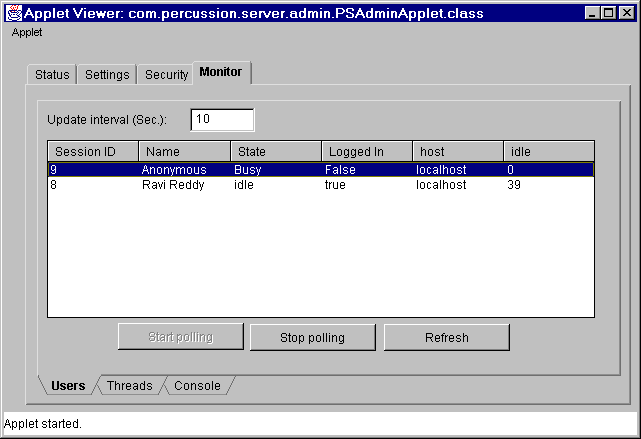 Applet Viewer: com.percussion.server.admin.PSAdminApplet.class
Applet
Status Settings Security Monitor
Update interval (Sec.): 10
Session ID Name State Logged In host idle
9 Anonymous Busy False localhost 0
8 Ravi Reddy idle true localhost 39
Start polling Stop polling Refresh
Users Threads Console
Applet started.